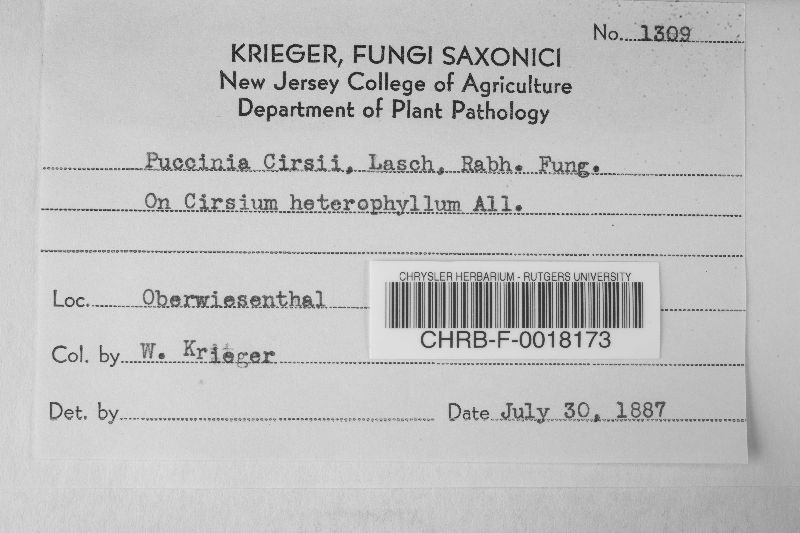 No. 1309
KRIEGER, FUNGI SAXONICI
New Jersey College of Agriculture
Department of Plant Pathology
Puccinia Cirsii, Lasch, Rabh. Fung.
On Cirsium heterophyllum All.
Loc. Oberwiesenthal
CHRYSLER HERBARIUM - RUTGERS UNIVERSITY
CHRB-F-0018173
Col. by W. Krieger
Det. by
Date July 30, 1887